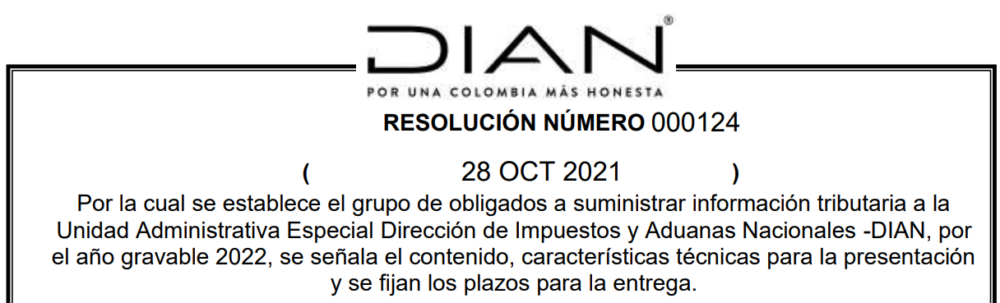 DIAN®
POR UNA COLOMBIA MÁS HONESTA
RESOLUCIÓN NÚMERO 000124
( 28 OCT 2021 )
Por la cual se establece el grupo de obligados a suministrar información tributaria a la
Unidad Administrativa Especial Dirección de Impuestos y Aduanas Nacionales -DIAN, por
el año gravable 2022, se señala el contenido, características técnicas para la presentación
y se fijan los plazos para la entrega.